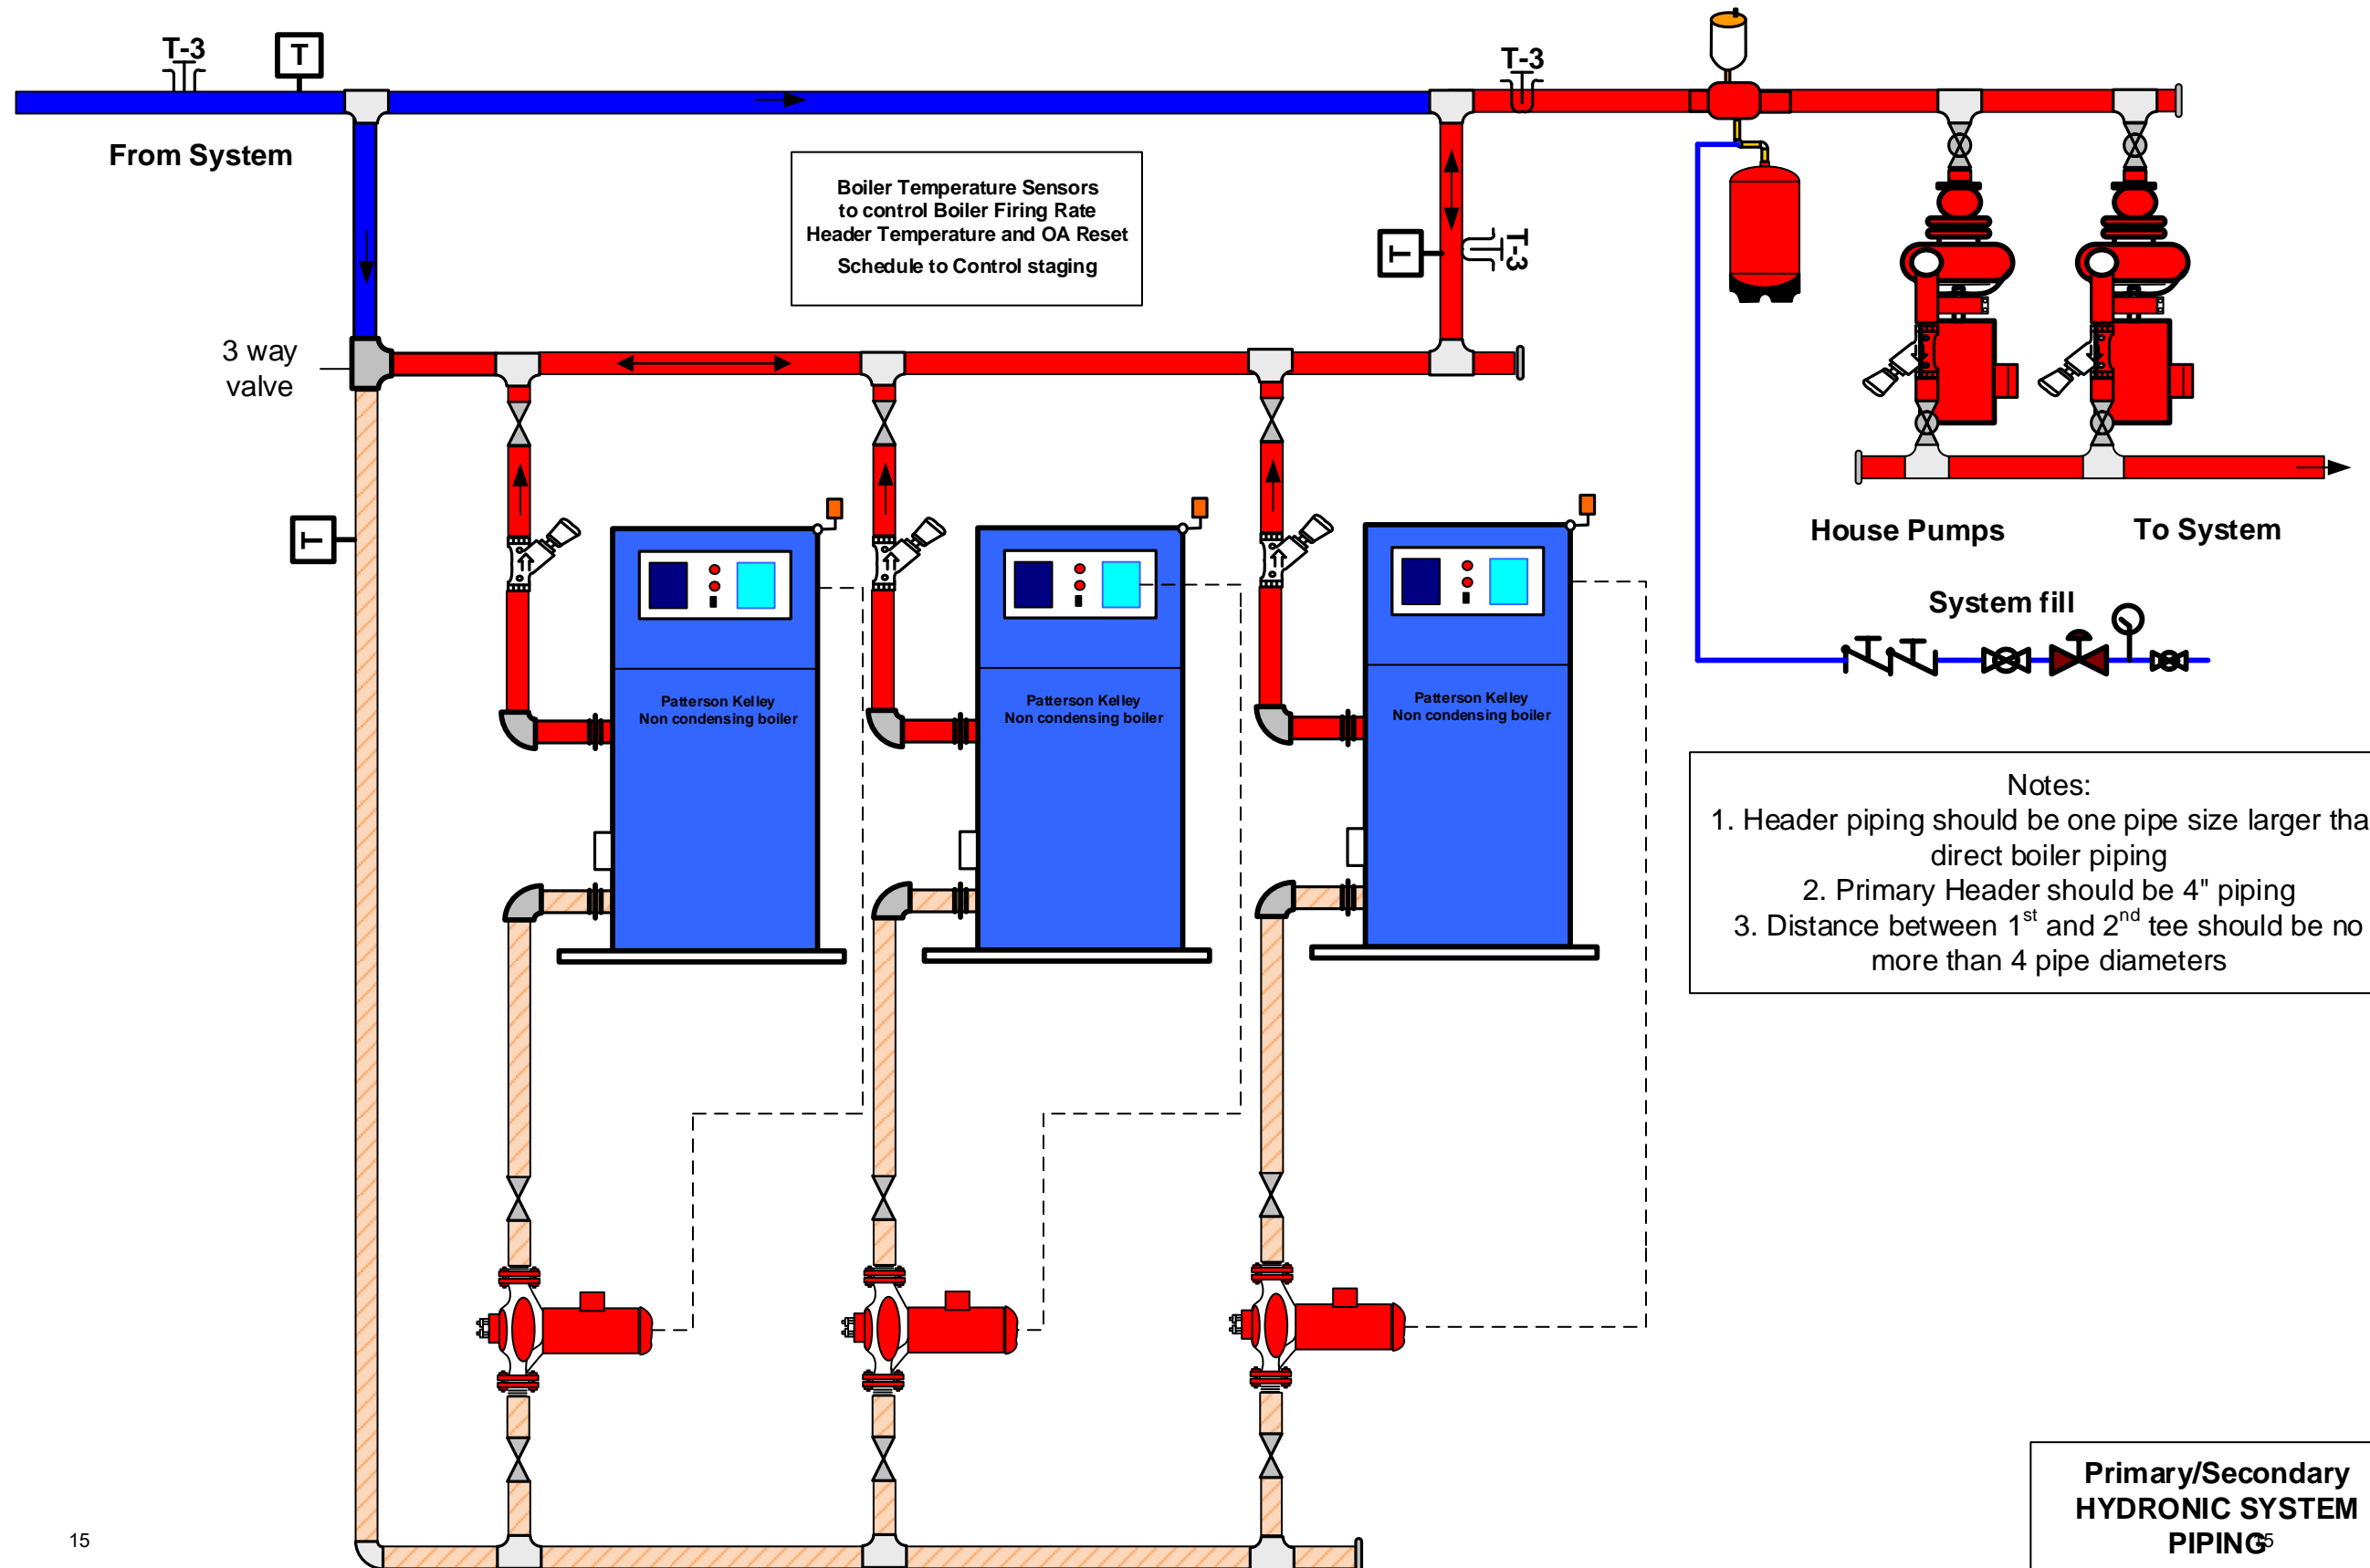 T-3
T
T-3
From System
Boiler Temperature Sensors
to control Boiler Firing Rate
Header Temperature and OA Reset
Schedule to Control staging
T
T-3
3 way
valve
T
House Pumps
To System
System fill
Patterson Kelley
Non condensing boiler
Patterson Kelley
Non condensing boiler
Patterson Kelley
Non condensing boiler
Notes:
1. Header piping should be one pipe size larger tha
direct boiler piping
2. Primary Header should be 4" piping
3. Distance between 1st and 2nd tee should be no
more than 4 pipe diameters
Primary/Secondary
HYDRONIC SYSTEM
PIPING
15
15